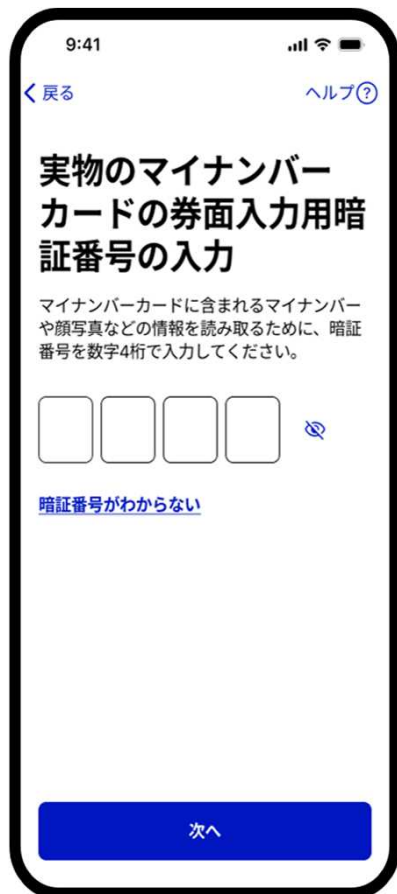 9:41
戻る
ヘルプ?
実物のマイナンバー
カードの券面入力用暗
証番号の入力
マイナンバーカードに含まれるマイナンバー
や顔写真などの情報を読み取るために、暗証
番号を数字4桁で入力してください。
暗証番号がわからない
次へ